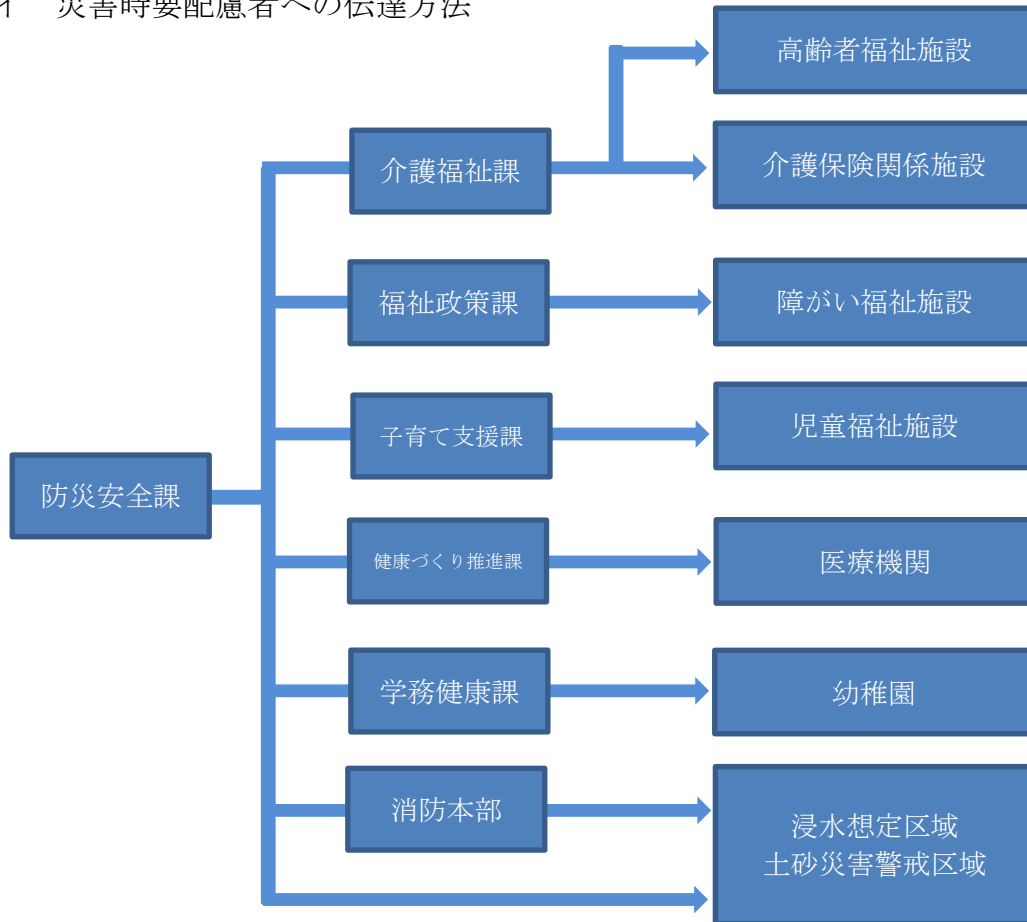 イ 災害時要配慮者への伝達方法
高齢者福祉施設
介護福祉課
介護保険関係施設
福祉政策課
障がい福祉施設
子育て支援課
児童福祉施設
防災安全課
健康づくり推進課
医療機関
学務健康課
幼稚園
消防本部
浸水想定区域
土砂災害警戒区域